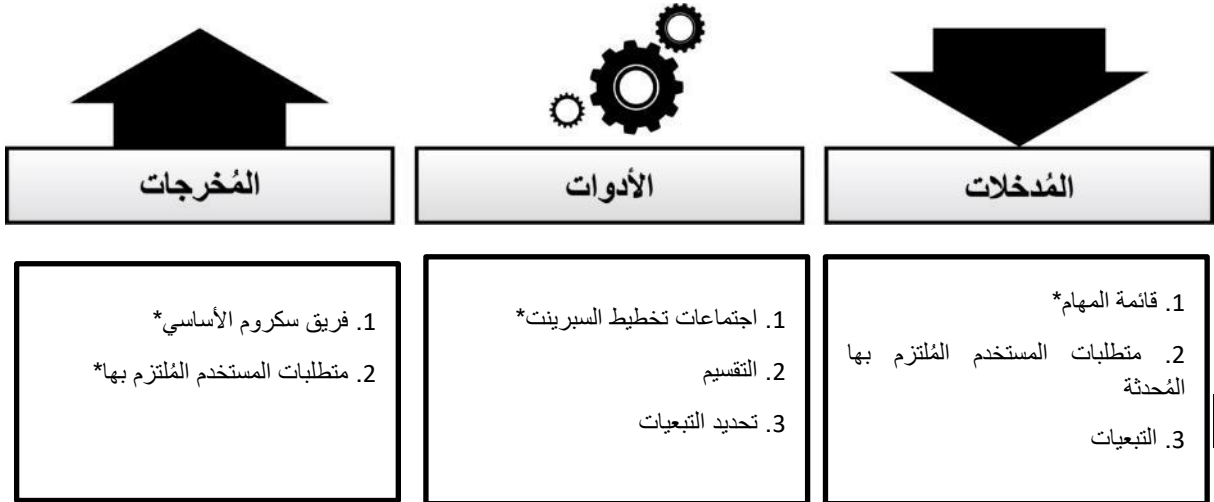 المُدخلات
الأدوات
المُخرجات
1. قائمة المهام*
2. متطلبات المستخدم المُلتزم بها
المُحدثة
3. التبعيات
1. اجتماعات تخطيط السبرينت*
2. التقسيم
3. تحديد التبعيات
1. فريق سكروم الأساسي*
2. متطلبات المستخدم المُلتزم بها*